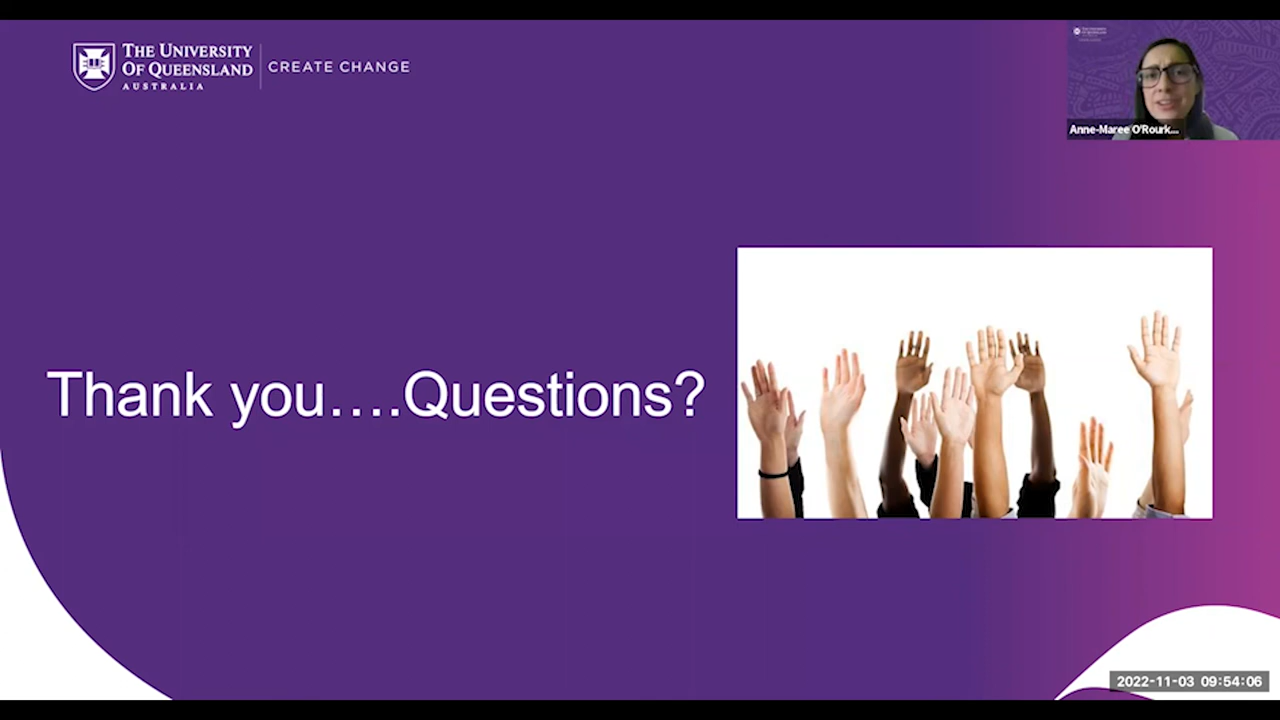 THE UNIVERSITY
OF QUEENSLAND
AUSTRALIA
CREATE CHANGE
Anne-Maree O'Rourk...
Thank you....Questions?
2022-11-03 09:54:06